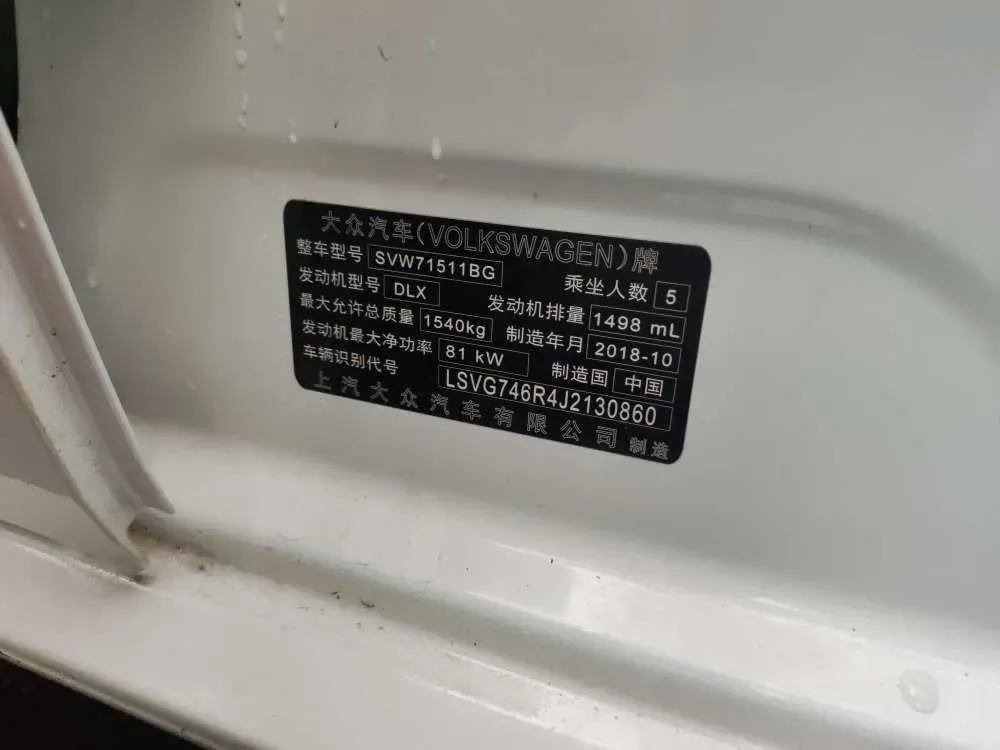 大众汽车(VOLKSWAGEN)牌
整车型号 SVW71511BG 乘坐人数 5
发动机型号 DLX 发动机排量 1498 mL
最大允许总质量 1540kg 制造年月 2018-10
发动机最大净功率 81 kW 制造国 中国
车辆识别代号 LSVG746R4J2130860
上汽大众汽车有限公司 制造